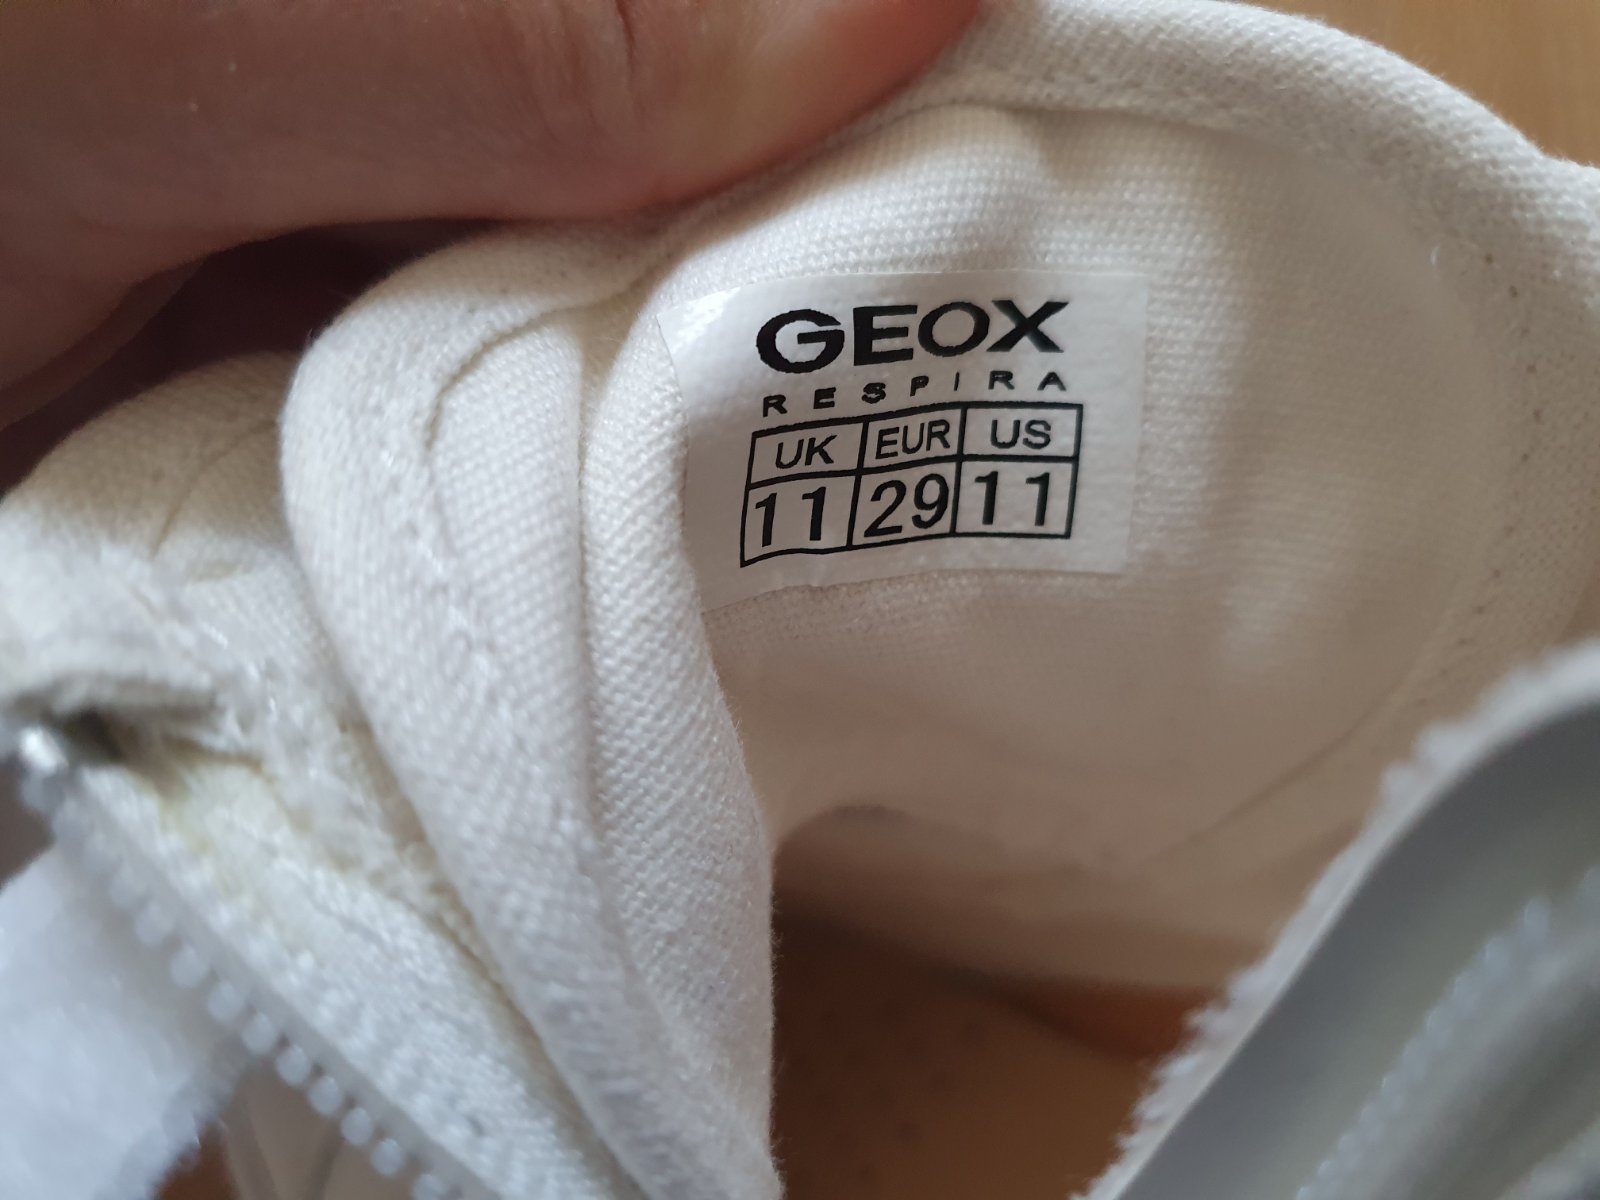 GEOX
RESPIRA
UK EUR US
11 29 11